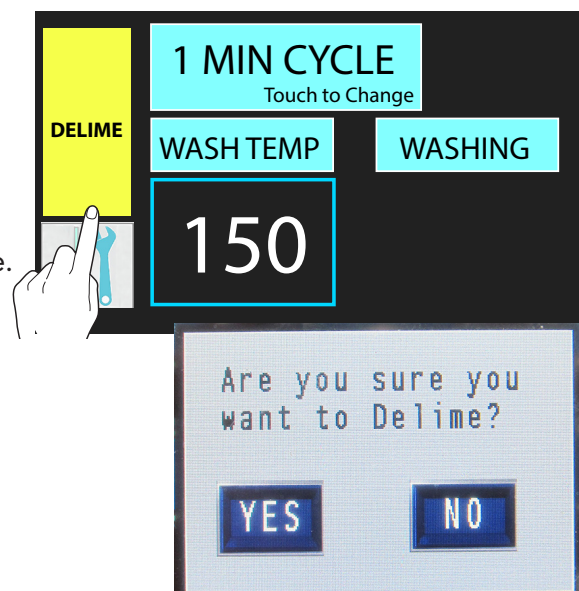 1 MIN CYCLE
Touch to Change
DELIME
WASH TEMP
WASHING
150
e.
Are you sure you
want to Delime?
YES
NO